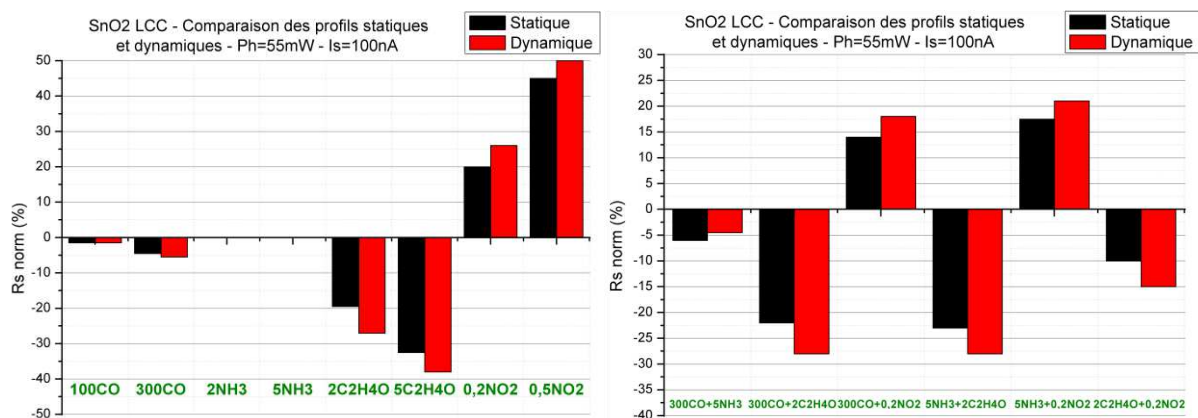 SnO2 LCC - Comparaison des profils statiques
et dynamiques - Ph=55mW - Is=100nA
Statique
Dynamique
Rs norm (%)
50
40
30
20
10
0
-10
-20
-30
-40
-50
100CO 300CO 2NH3 5NH3 2C2H4O 5C2H4O 0,2NO2 0,5NO2
SnO2 LCC - Comparaison des profils statiques
et dynamiques - Ph=55mW - Is=100nA
Statique
Dynamique
Rs norm (%)
30
25
20
15
10
5
0
-5
-10
-15
-20
-25
-30
-35
-40
300CO+5NH3 300CO+2C2H4O 300CO+0,2NO2 5NH3+2C2H4O 5NH3+0,2NO2 2C2H4O+0,2NO2